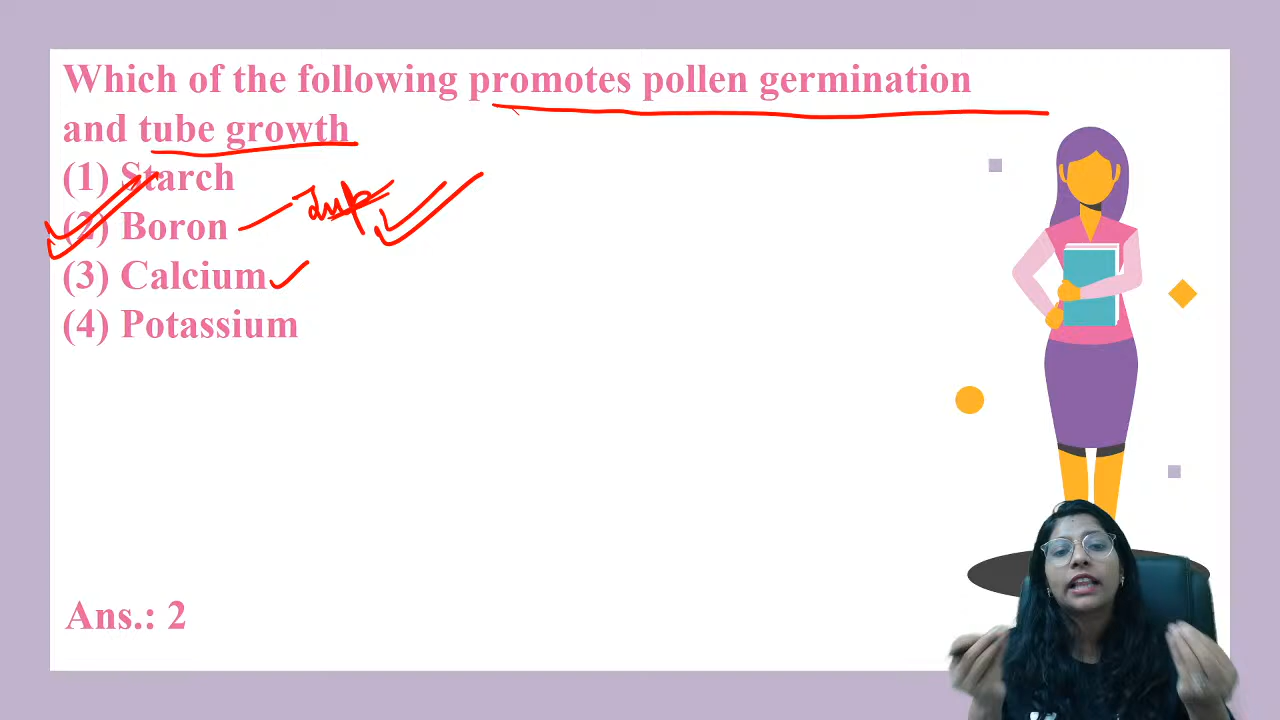 Which of the following promotes pollen germination
and tube growth
(1) Starch
(2) Boron Imp
(3) Calcium
(4) Potassium
Ans.: 2